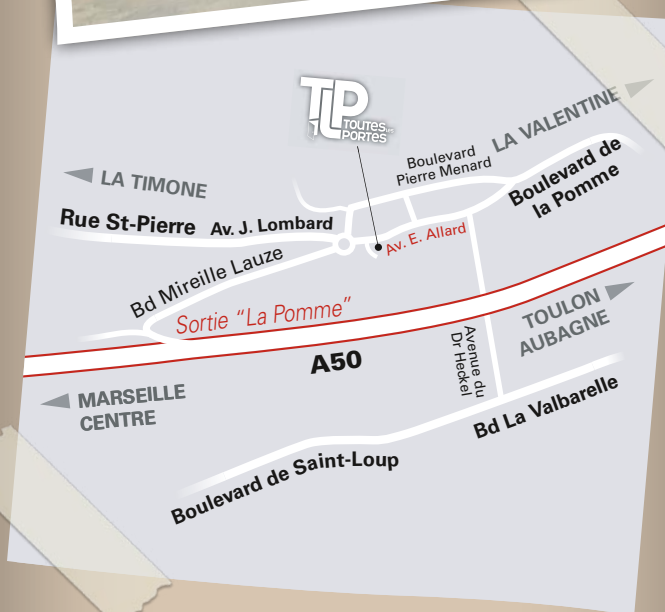 TLP
TOUTES LES
PORTES
LA VALENTINE
Boulevard
Pierre Menard
LA TIMONE
Boulevard de
la Pomme
Rue St-Pierre
Av. J. Lombard
Av. E. Allard
Bd Mireille Lauze
Sortie "La Pomme"
TOULON
AUBAGNE
A50
Avenue du
Dr Heckel
MARSEILLE
CENTRE
Bd La Valbarelle
Boulevard de Saint-Loup